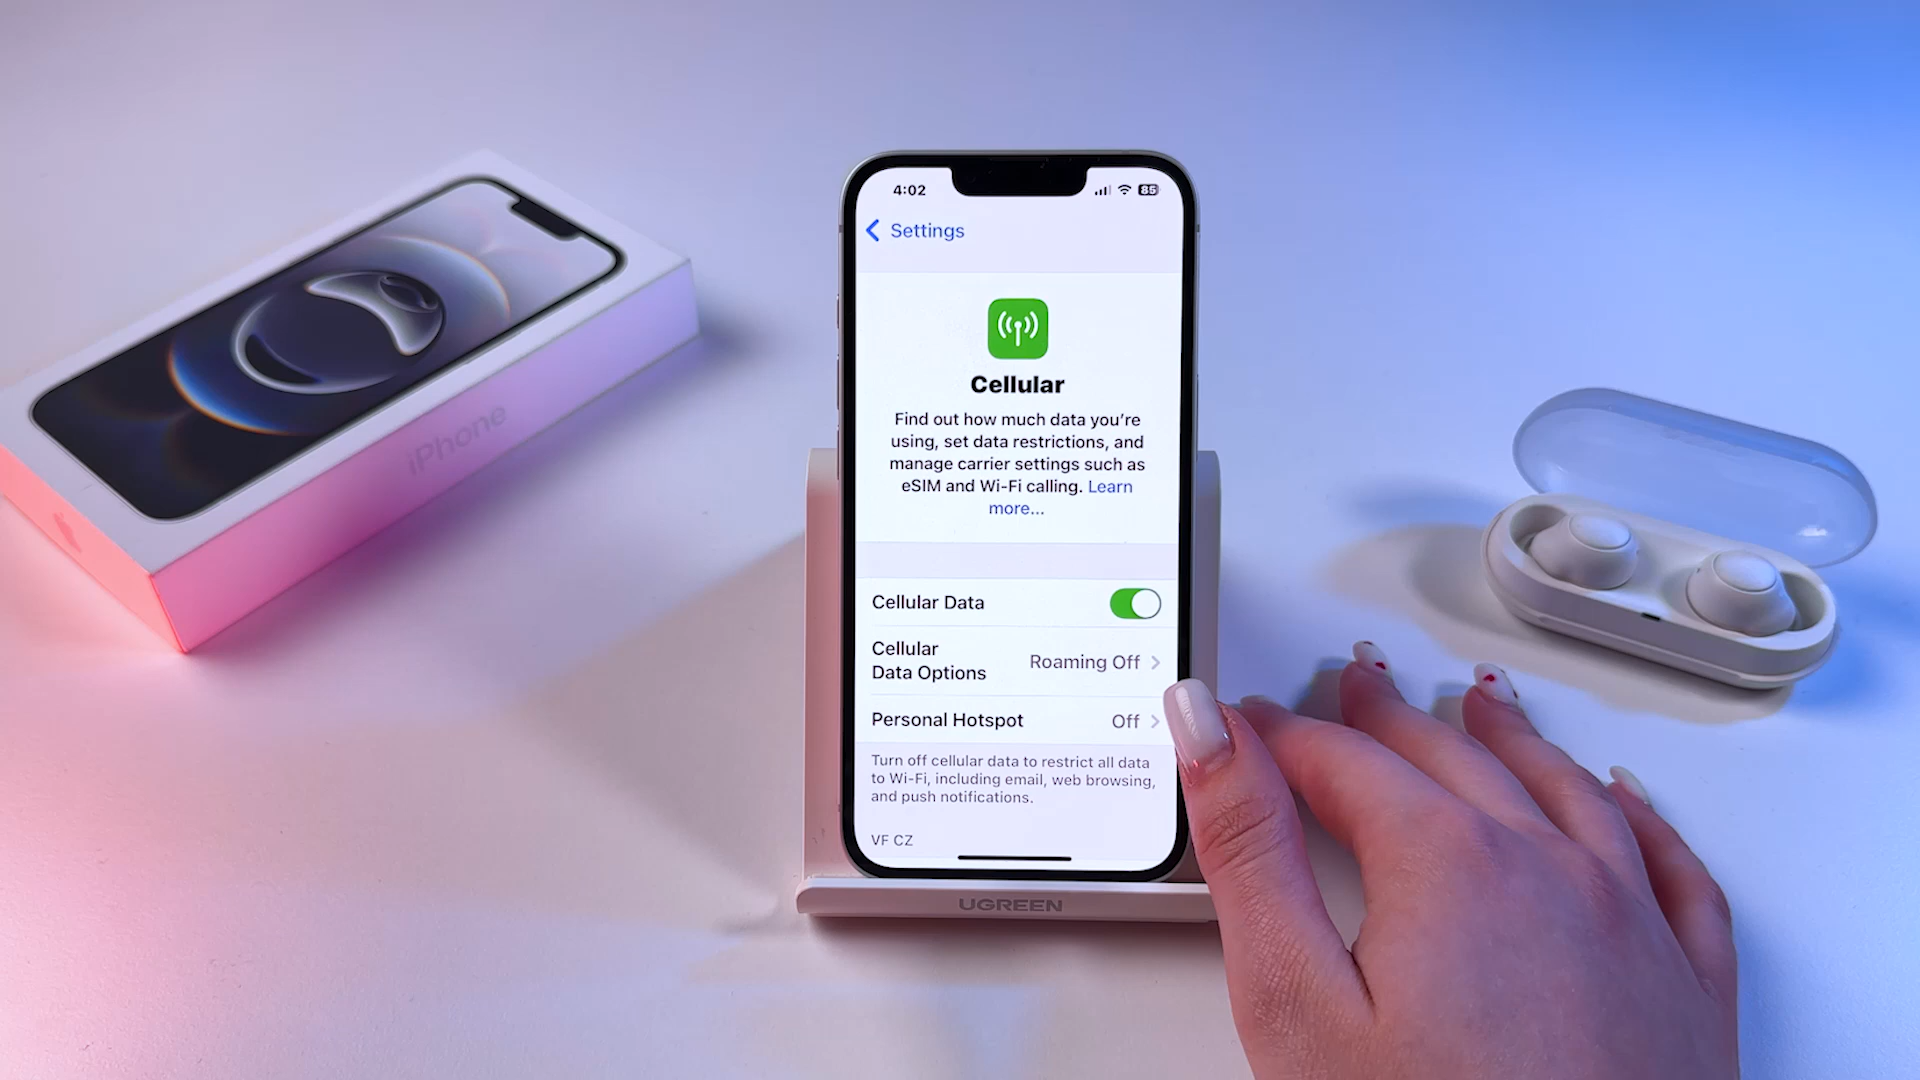 iPhone
4:02
85
Settings
Cellular
Find out how much data you’re
using, set data restrictions, and
manage carrier settings such as
eSIM and Wi-Fi calling. Learn
more...
Cellular Data
Cellular
Data Options
Roaming Off
Personal Hotspot
Off
Turn off cellular data to restrict all data
to Wi-Fi, including email, web browsing,
and push notifications.
VF CZ
UGREEN